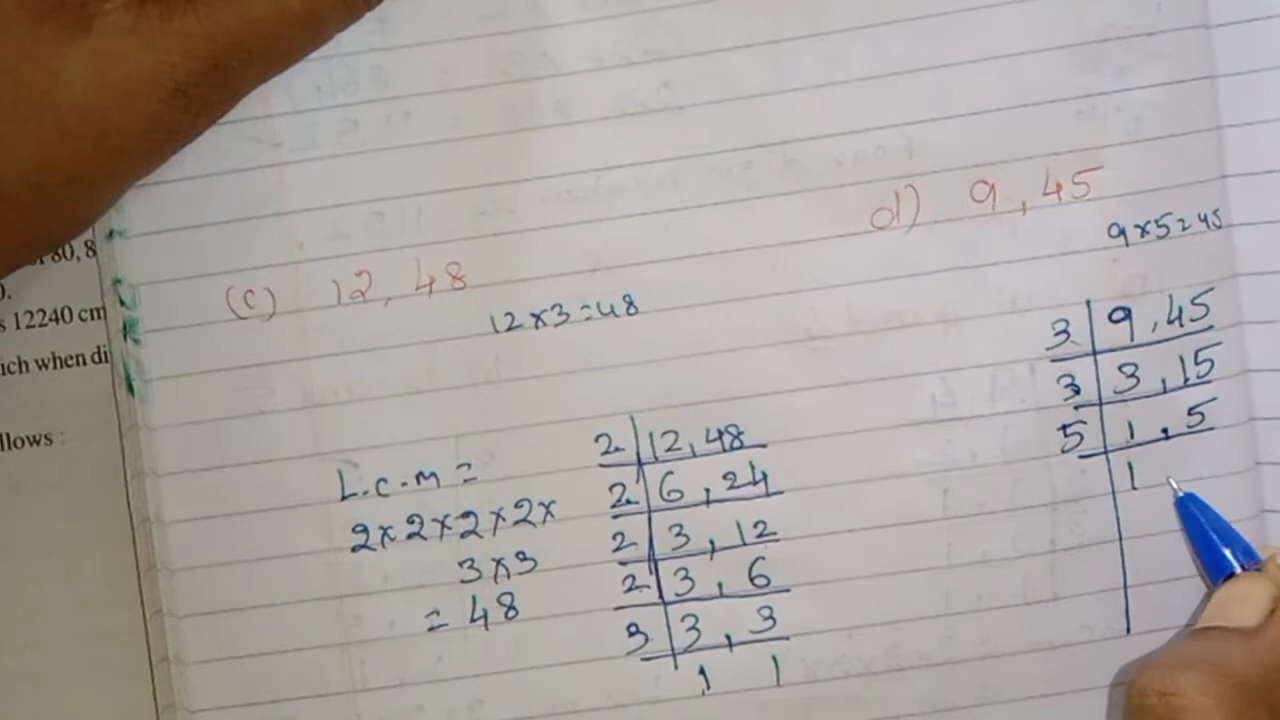 80, 8
0.
s 12240 cm
ich when di
llows :
(c) 12, 48
12×3=48
L.c.m =
2×2×2×2×
3×3
= 48
2 | 12, 48
2 | 6, 24
2 | 3, 12
2 | 3, 6
3 | 3, 3
1 1
d) 9, 45
9×5=45
3 | 9, 45
3 | 3, 15
5 | 1, 5
1